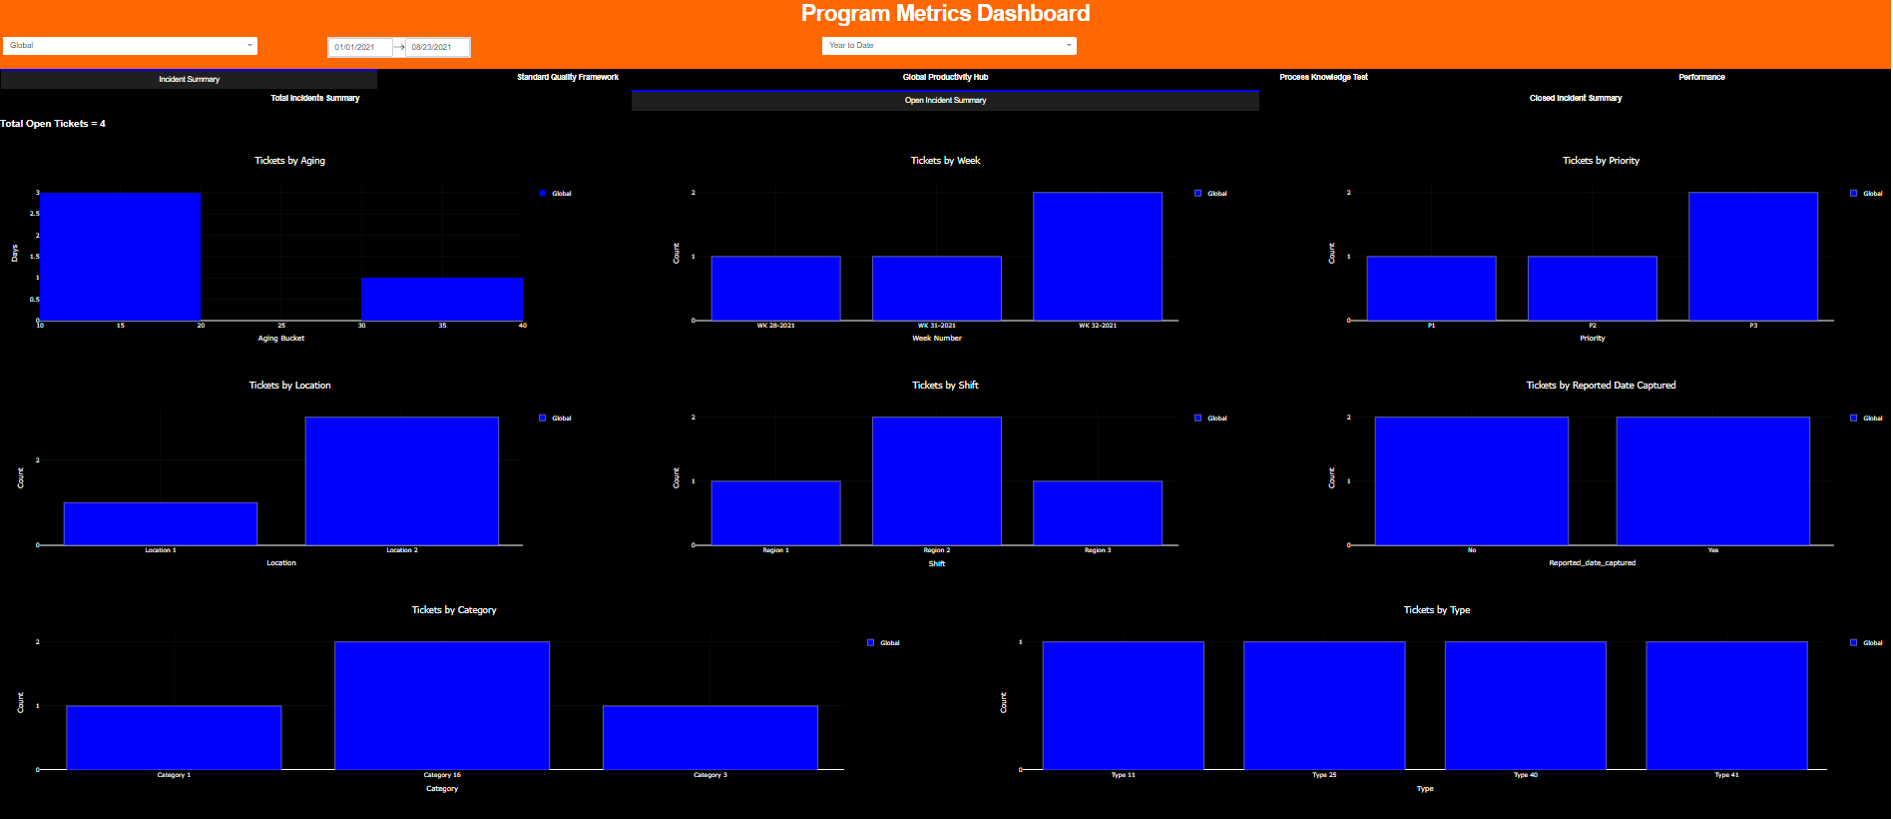 Program Metrics Dashboard
Global
01/01/2021
08/23/2021
Year to Date
Incident Summary
Standard Quality Framework
Global Productivity Hub
Process Knowledge Test
Performance
Total Incidents Summary
Open Incident Summary
Closed Incident Summary
Total Open Tickets = 4
Tickets by Aging
3
2.5
2
1.5
1
0.5
0
Days
10 15 20 25 30 35 40
Aging Bucket
Global
Tickets by Week
2
1
0
Count
WK 28-2021 WK 31-2021 WK 32-2021
Week Number
Global
Tickets by Priority
2
1
0
Count
P1 P2 P3
Priority
Global
Tickets by Location
2
0
Count
Location 1 Location 2
Location
Global
Tickets by Shift
2
1
0
Count
Region 1 Region 2 Region 3
Shift
Global
Tickets by Reported Date Captured
2
1
0
Count
No Yes
Reported_date_captured
Global
Tickets by Category
2
1
0
Count
Category 1 Category 16 Category 3
Category
Global
Tickets by Type
1
0
Count
Type 11 Type 25 Type 40 Type 41
Type
Global